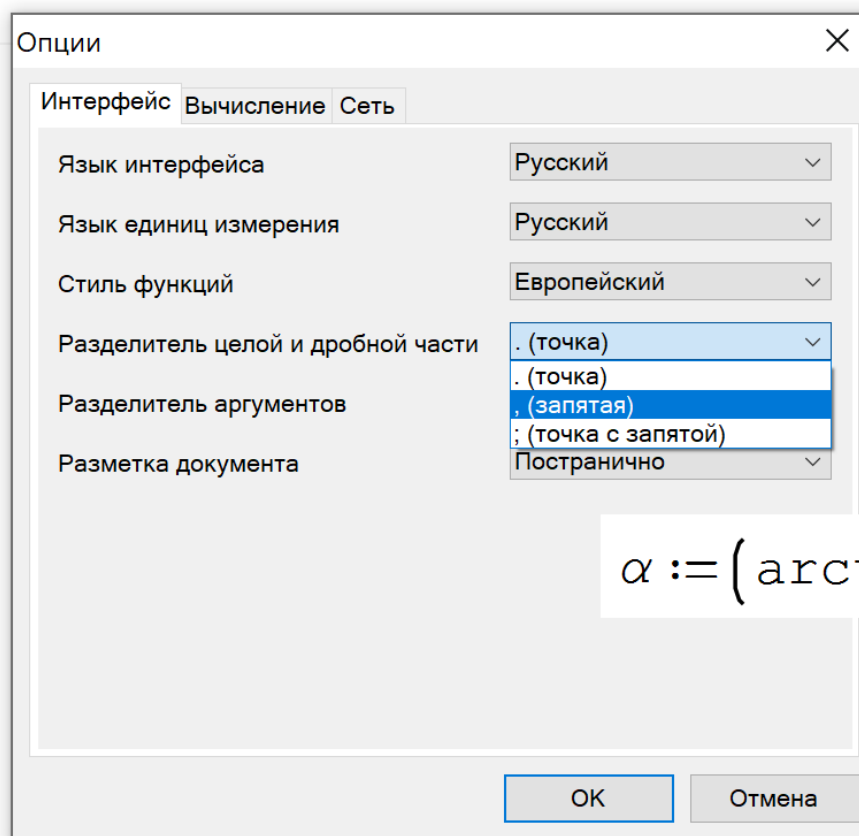 Опции
Интерфейс Вычисление Сеть
Язык интерфейса Русский
Язык единиц измерения Русский
Стиль функций Европейский
Разделитель целой и дробной части . (точка)
. (точка)
Разделитель аргументов , (запятая)
; (точка с запятой)
Разметка документа Постранично
α := ( arc
OK Отмена